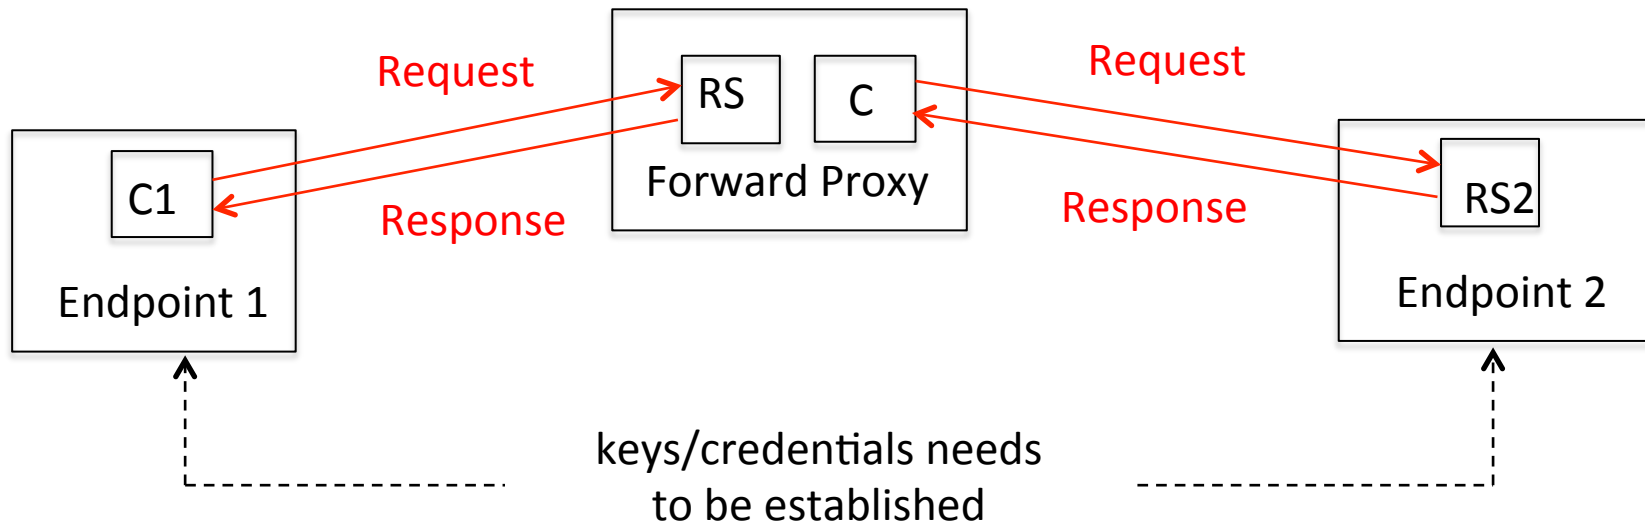 Request
Request
RS
C
C1
Forward Proxy
RS2
Response
Response
Endpoint 1
Endpoint 2
keys/credentials needs
to be established